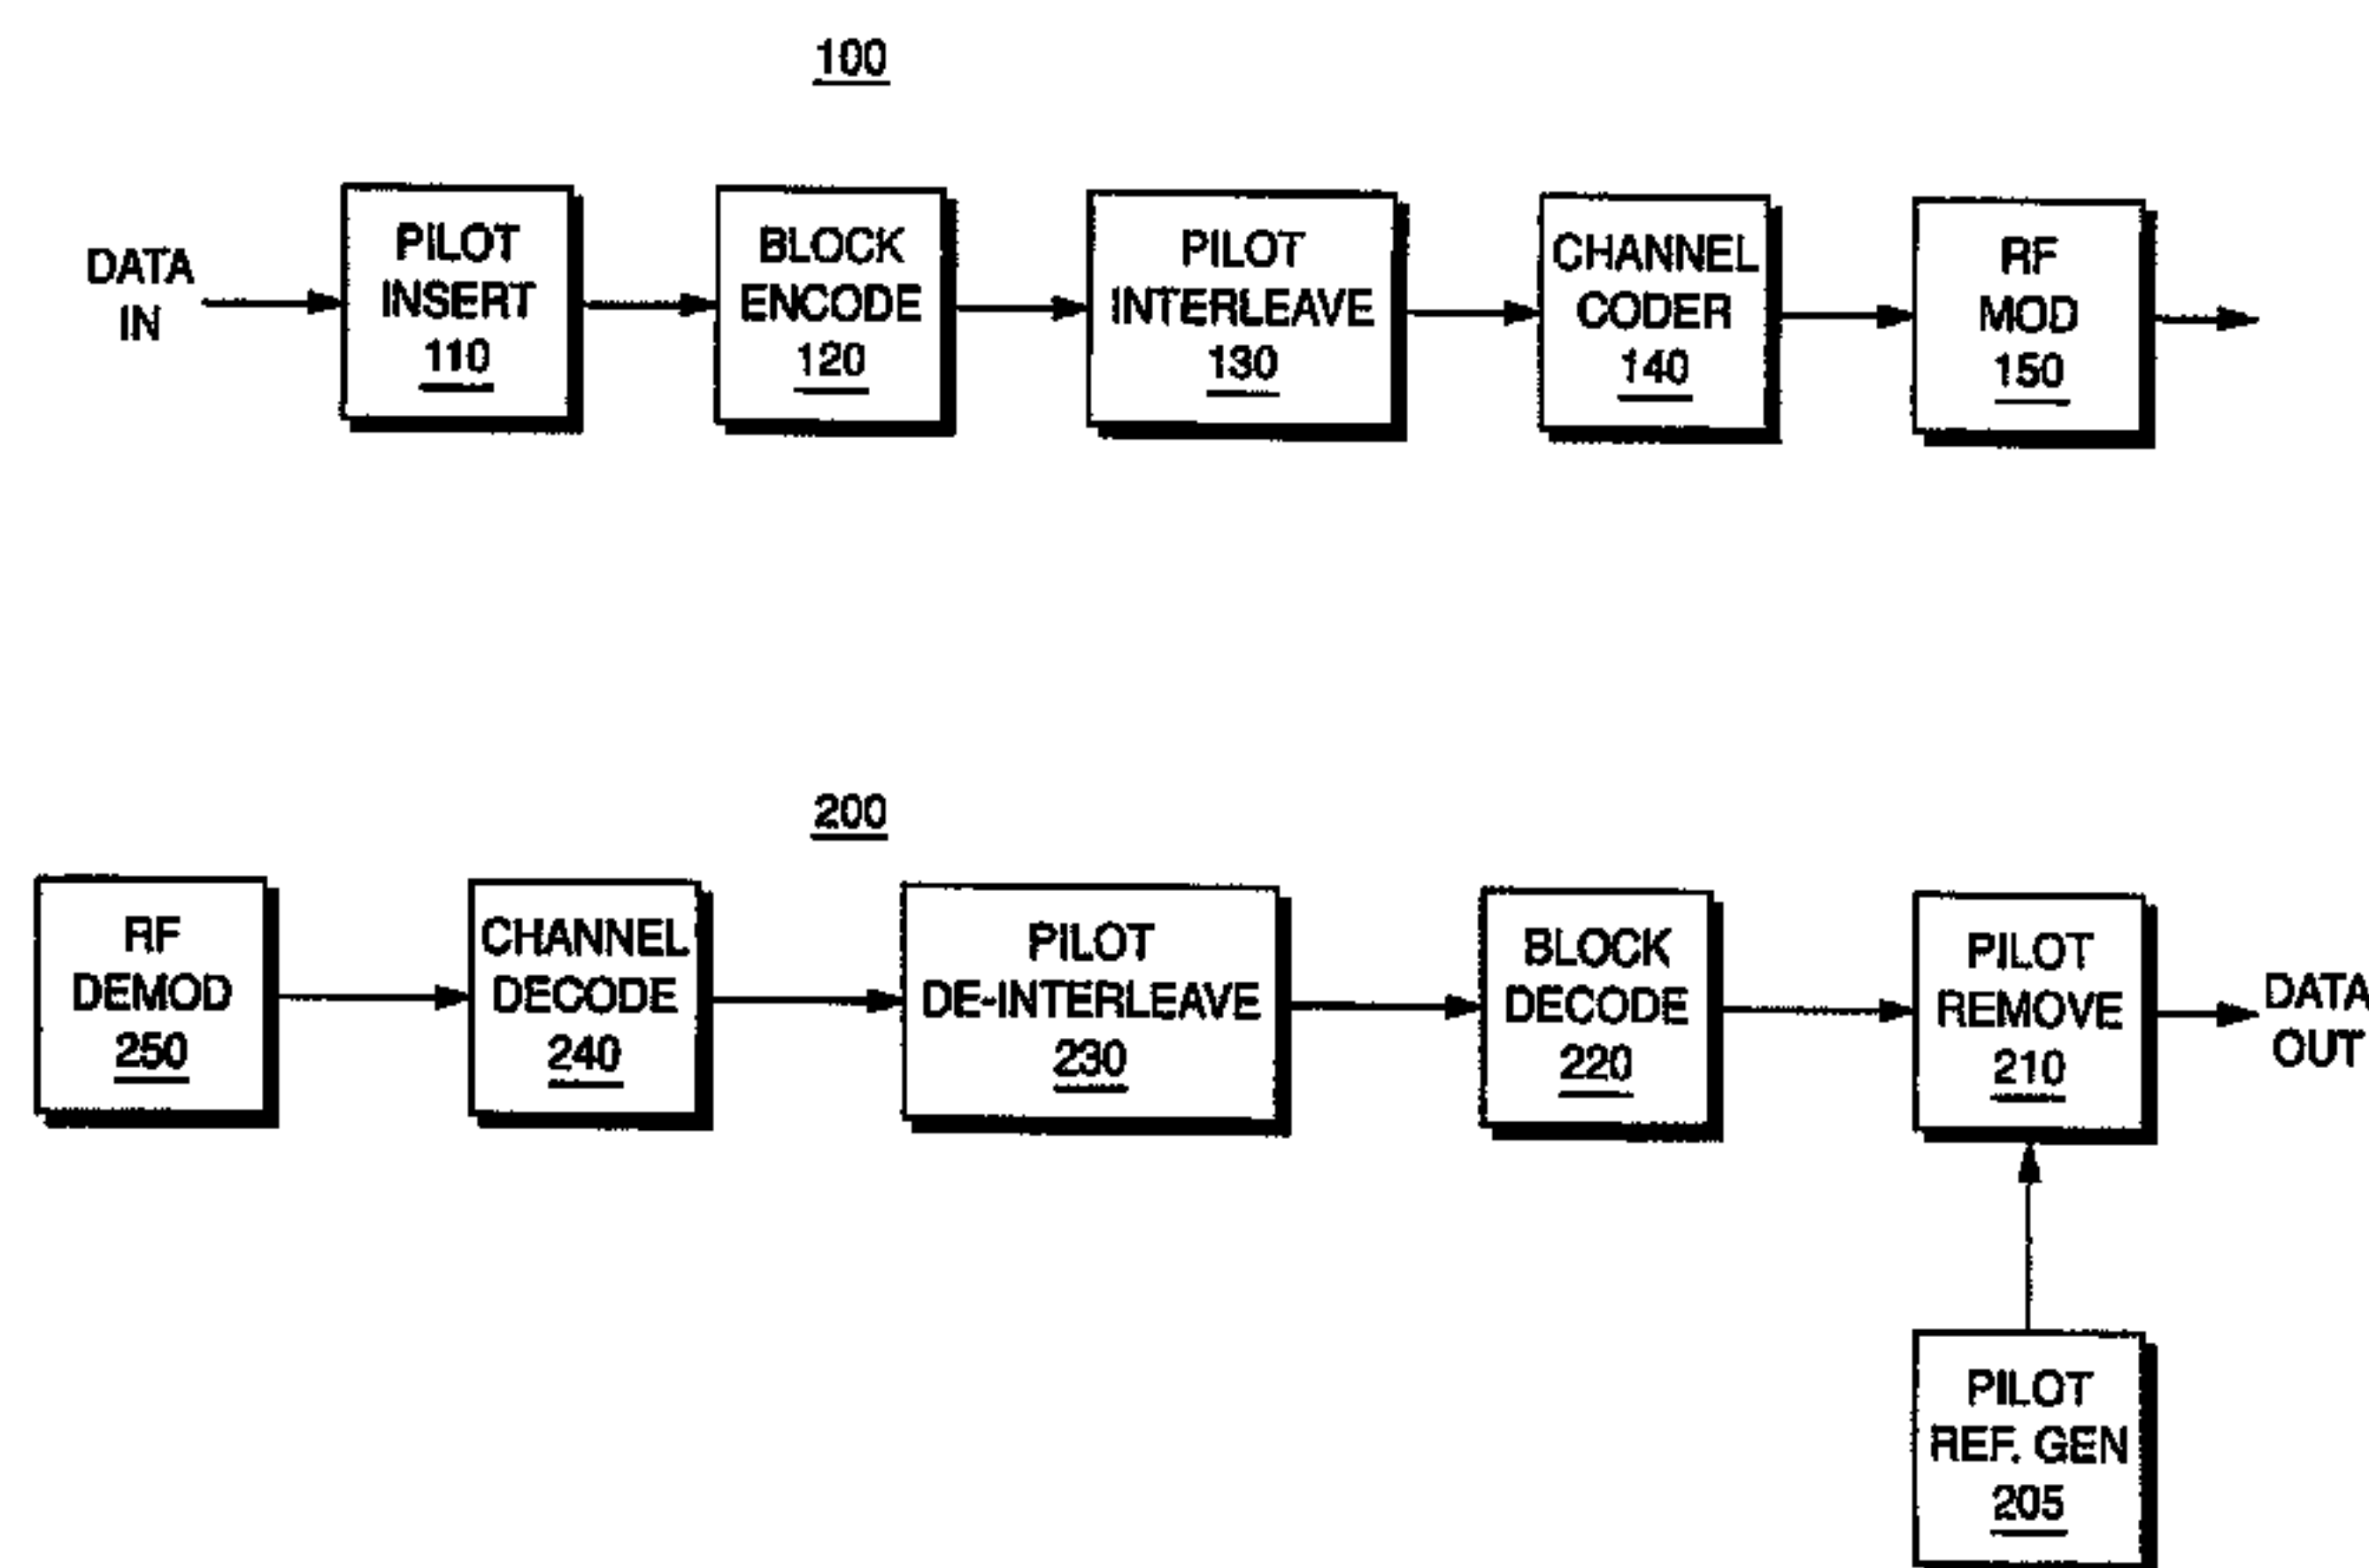 100
DATA
IN
PILOT
INSERT
110
BLOCK
ENCODE
120
PILOT
INTERLEAVE
130
CHANNEL
CODER
140
RF
MOD
150
200
RF
DEMOD
250
CHANNEL
DECODE
240
PILOT
DE-INTERLEAVE
230
BLOCK
DECODE
220
PILOT
REMOVE
210
DATA
OUT
PILOT
REF. GEN
205